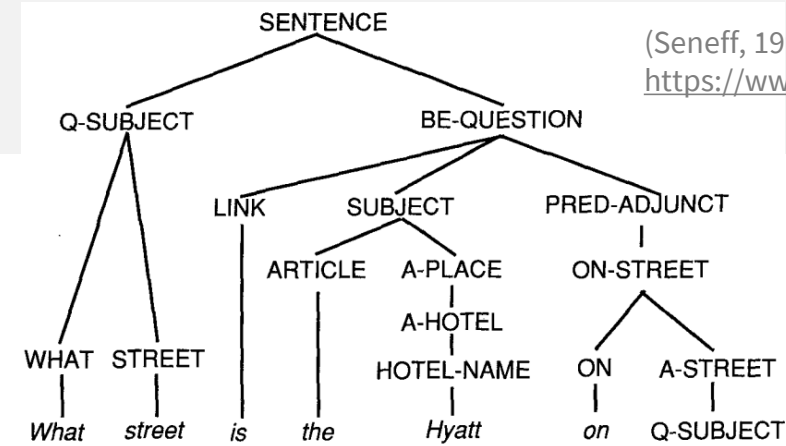 SENTENCE
(Seneff, 19
https://ww
Q-SUBJECT BE-QUESTION
LINK SUBJECT PRED-ADJUNCT
ARTICLE A-PLACE ON-STREET
A-HOTEL
WHAT STREET HOTEL-NAME ON A-STREET
What street is the Hyatt on Q-SUBJECT